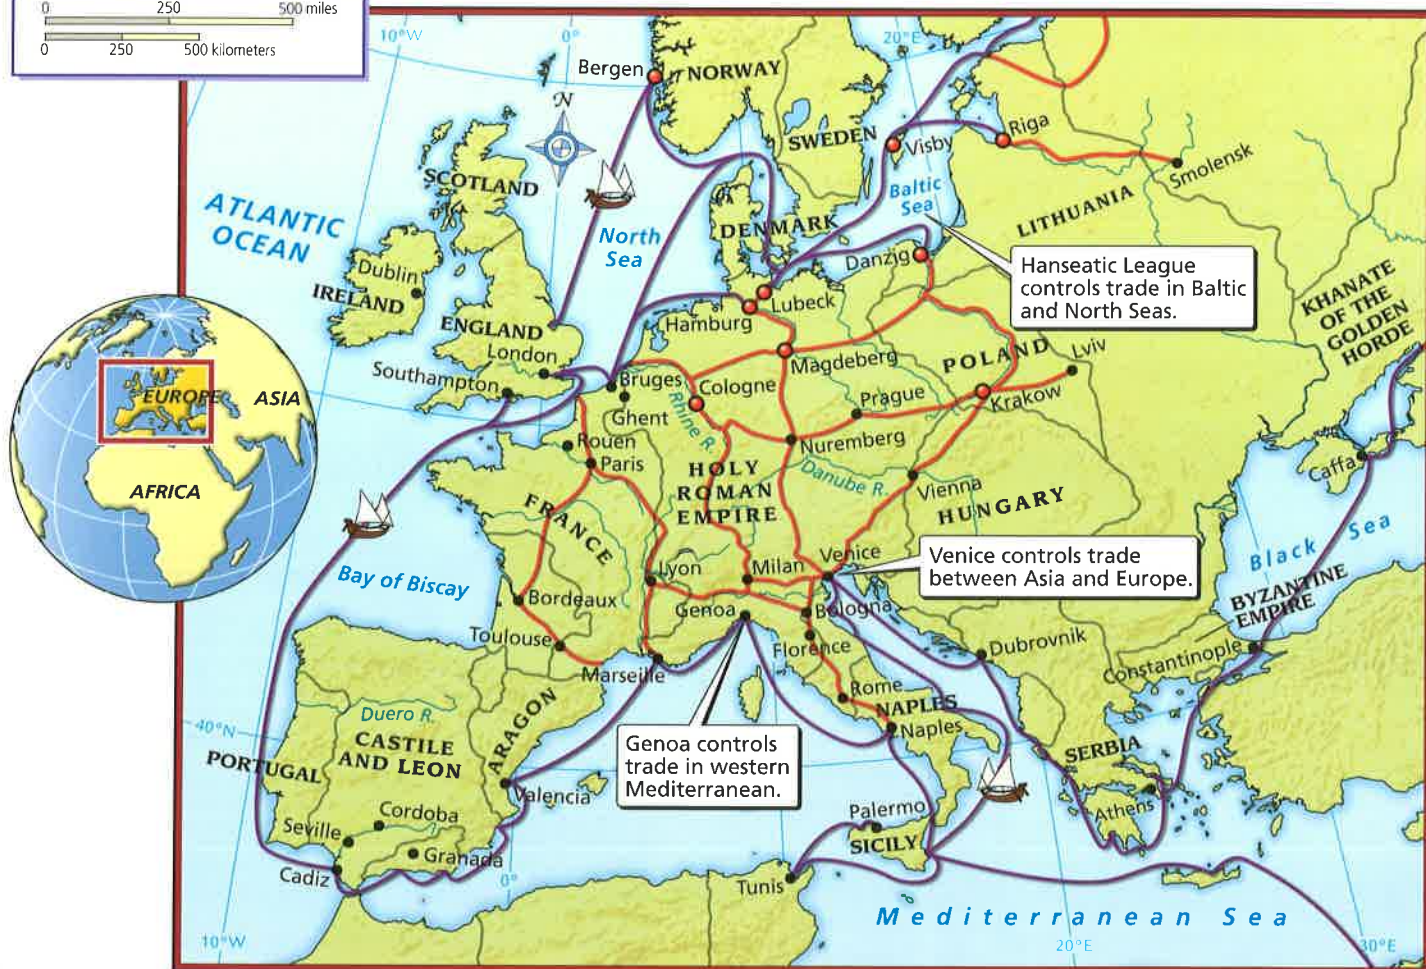 0 250 500 miles
0 250 500 kilometers
10°W
0°
20°E
Bergen
NORWAY
N
SWEDEN
Visby
Riga
Smolensk
SCOTLAND
Baltic
Sea
LITHUANIA
ATLANTIC
OCEAN
North
Sea
DENMARK
Danzig
Hanseatic League
controls trade in Baltic
and North Seas.
KHANATE
OF THE
GOLDEN
HORDE
Dublin
IRELAND
ENGLAND
Lubeck
Hamburg
London
Southampton
Magdeberg
POLAND
Lviv
Bruges
Cologne
Ghent
Rhine R.
Prague
Krakow
EUROPE
ASIA
AFRICA
Rouen
Paris
Nuremberg
HOLY
ROMAN
EMPIRE
Danube R.
Vienna
HUNGARY
Caffa
FRANCE
Black Sea
Bay of Biscay
Lyon
Milan
Venice
Venice controls trade
between Asia and Europe.
BYZANTINE
EMPIRE
Bordeaux
Genoa
Bologna
Toulouse
Florence
Dubrovnik
Constantinople
Marseille
Rome
NAPLES
Naples
Duero R.
40°N
CASTILE
AND LEON
ARAGON
PORTUGAL
Genoa controls
trade in western
Mediterranean.
SERBIA
Valencia
Cordoba
Seville
Granada
Palermo
SICILY
Athens
Cadiz
0°
Tunis
Mediterranean Sea
10°W
20°E
30°E